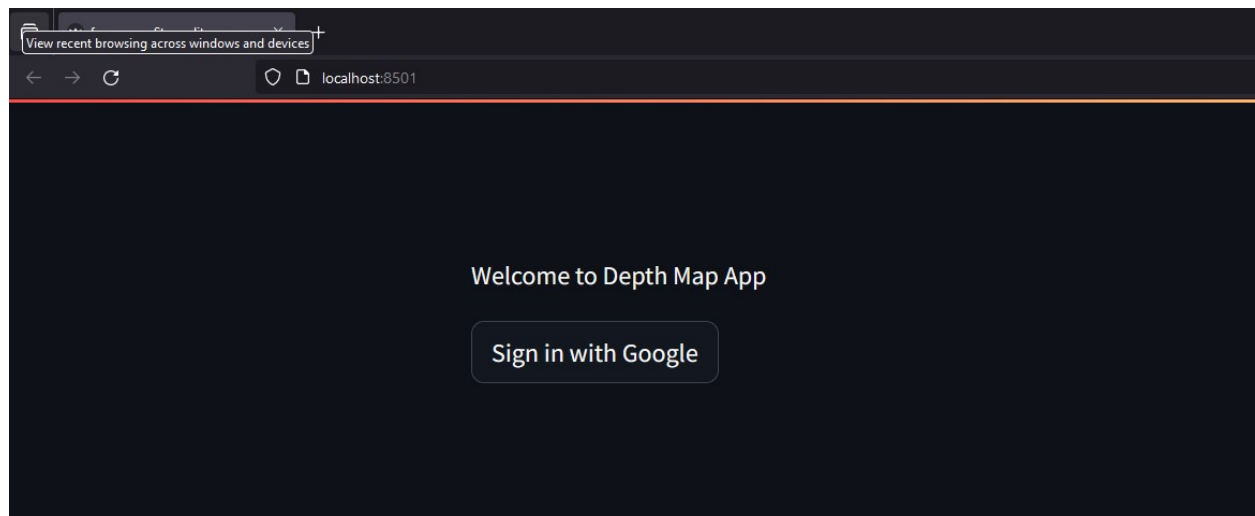 View recent browsing across windows and devices
localhost:8501
Welcome to Depth Map App
Sign in with Google